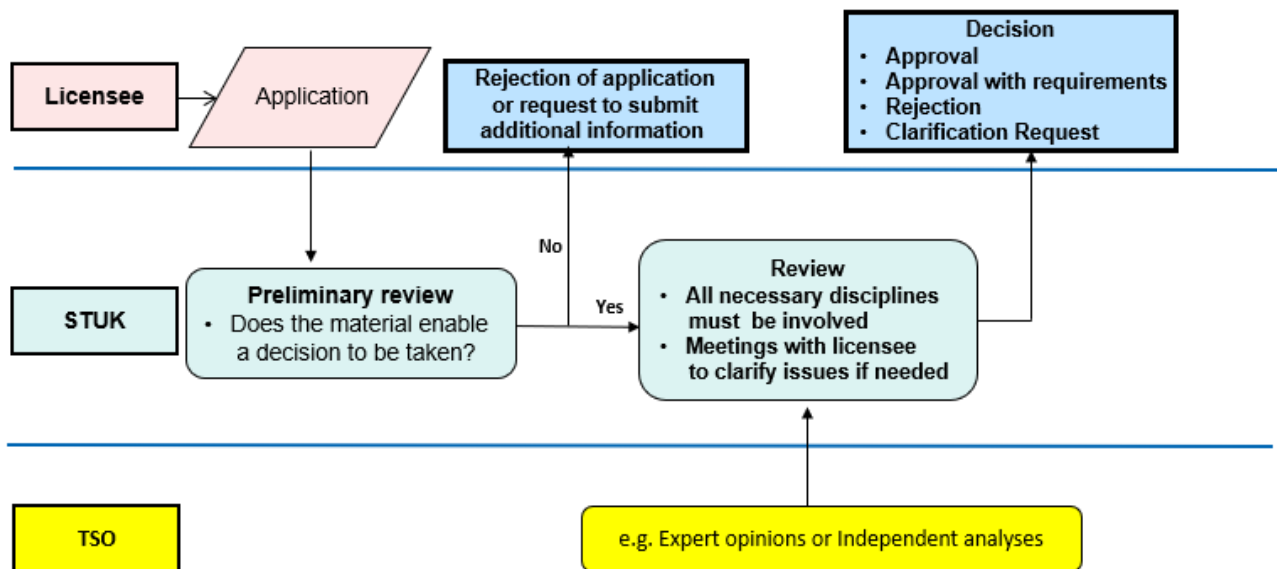 Licensee
Application
Rejection of application
or request to submit
additional information
Decision
• Approval
• Approval with requirements
• Rejection
• Clarification Request
STUK
Preliminary review
• Does the material enable
a decision to be taken?
No
Yes
Review
• All necessary disciplines
must be involved
• Meetings with licensee
to clarify issues if needed
TSO
e.g. Expert opinions or Independent analyses